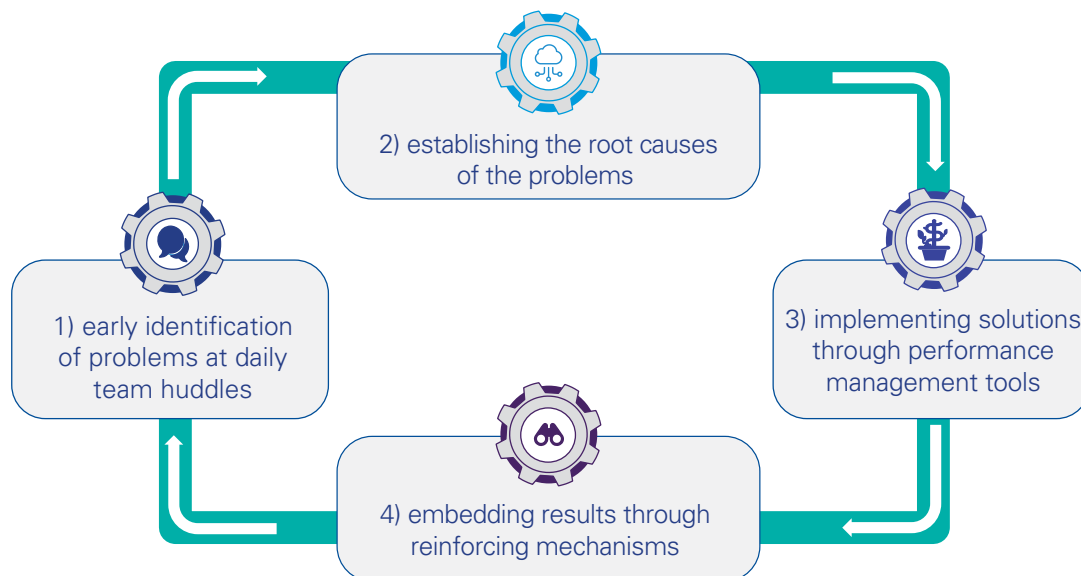 1) early identification
of problems at daily
team huddles
2) establishing the root causes
of the problems
3) implementing solutions
through performance
management tools
4) embedding results through
reinforcing mechanisms